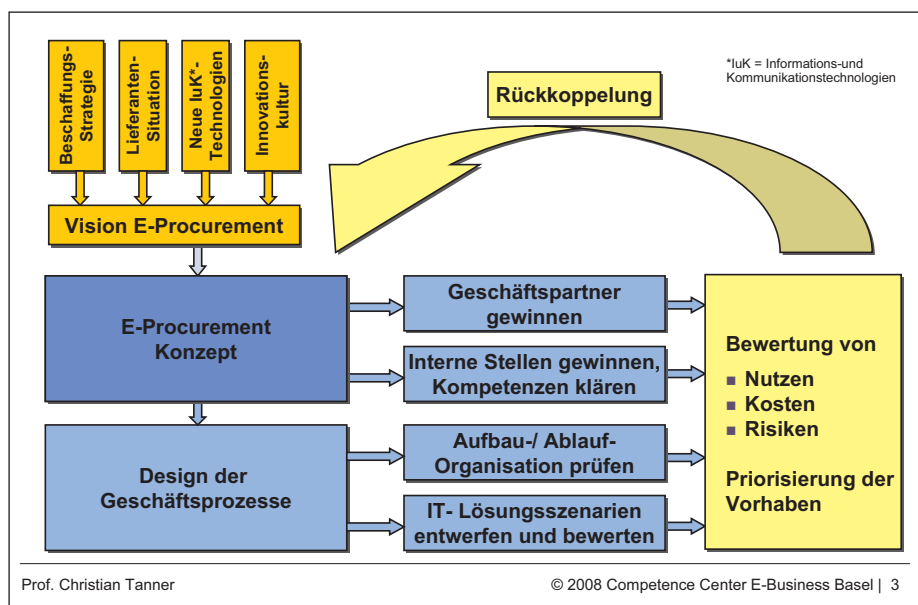 Beschaffungs-
Strategie
Lieferanten-
Situation
Neue IuK*-
Technologien
Innovations-
kultur
*IuK = Informations-und
Kommunikationstechnologien
Rückkoppelung
Vision E-Procurement
E-Procurement
Konzept
Geschäftspartner
gewinnen
Interne Stellen gewinnen,
Kompetenzen klären
Design der
Geschäftsprozesse
Aufbau-/ Ablauf-
Organisation prüfen
IT- Lösungsszenarien
entwerfen und bewerten
Bewertung von
Nutzen
Kosten
Risiken
Priorisierung der
Vorhaben
Prof. Christian Tanner
© 2008 Competence Center E-Business Basel | 3